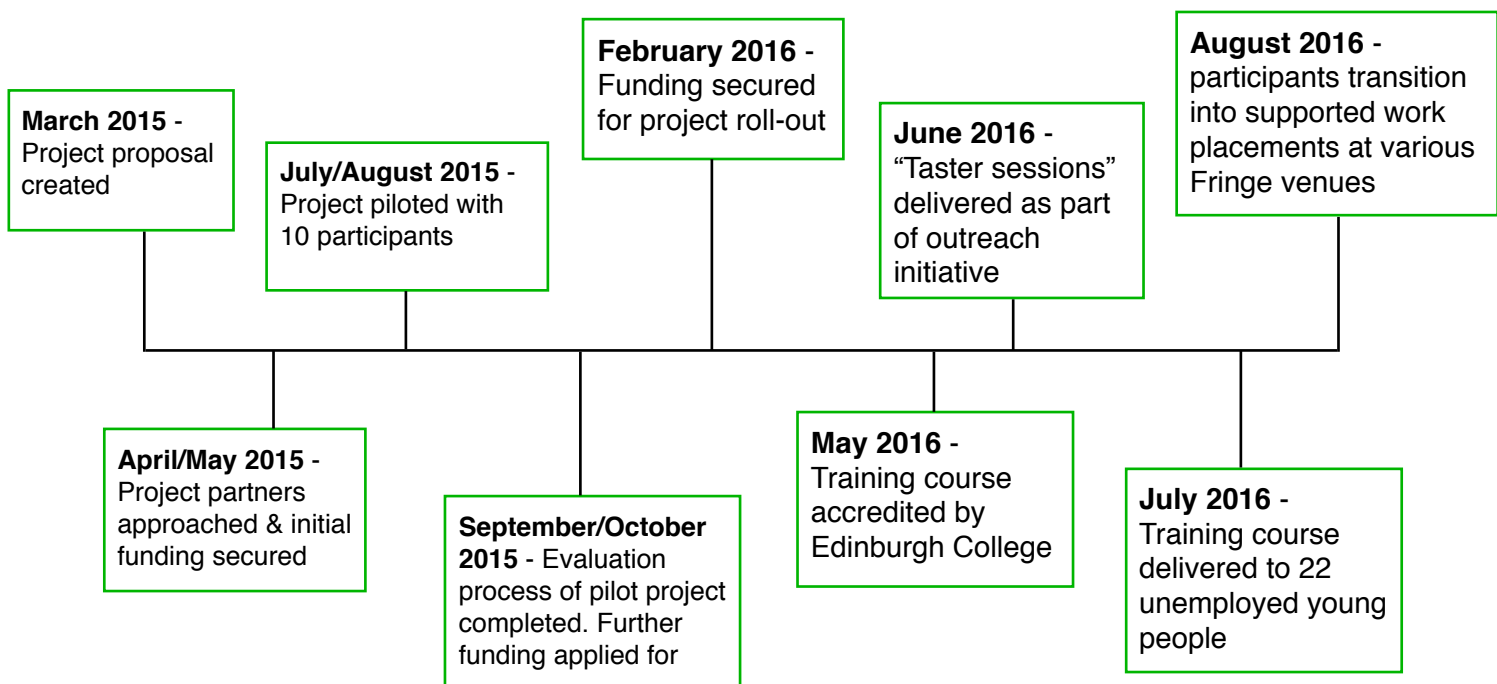 March 2015 -
Project proposal
created
April/May 2015 -
Project partners
approached & initial
funding secured
July/August 2015 -
Project piloted with
10 participants
September/October
2015 - Evaluation
process of pilot project
completed. Further
funding applied for
February 2016 -
Funding secured
for project roll-out
May 2016 -
Training course
accredited by
Edinburgh College
June 2016 -
“Taster sessions”
delivered as part
of outreach
initiative
July 2016 -
Training course
delivered to 22
unemployed young
people
August 2016 -
participants transition
into supported work
placements at various
Fringe venues